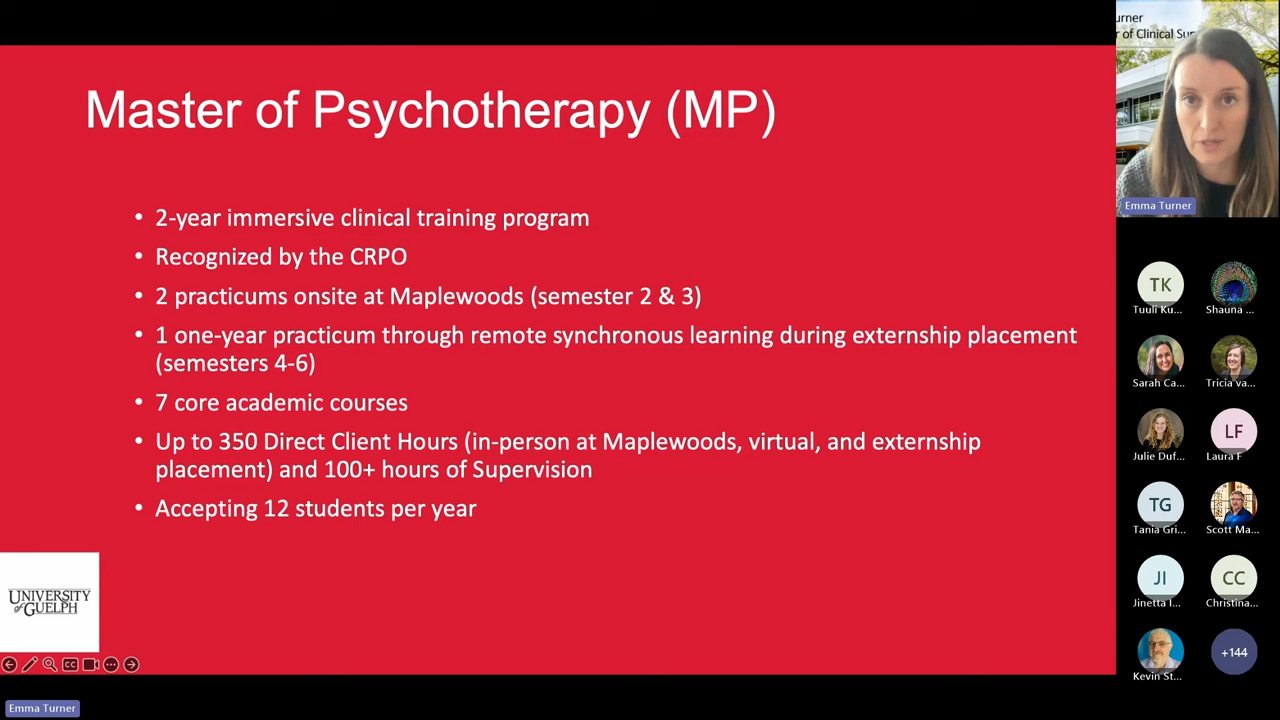 Master of Psychotherapy (MP)
• 2-year immersive clinical training program
• Recognized by the CRPO
• 2 practicums onsite at Maplewoods (semester 2 & 3)
• 1 one-year practicum through remote synchronous learning during externship placement
(semesters 4-6)
• 7 core academic courses
• Up to 350 Direct Client Hours (in-person at Maplewoods, virtual, and externship
placement) and 100+ hours of Supervision
• Accepting 12 students per year
UNIVERSITY
of GUELPH
CC
Emma Turner
urner
r of Clinical Sup
Emma Turner
TK
Tuuli Ku...
Shauna ...
Sarah Ca...
Tricia va...
Julie Duf...
LF
Laura F
TG
Tania Gri...
Scott Ma...
JI
Jinetta I...
CC
Christina...
Kevin St...
+144